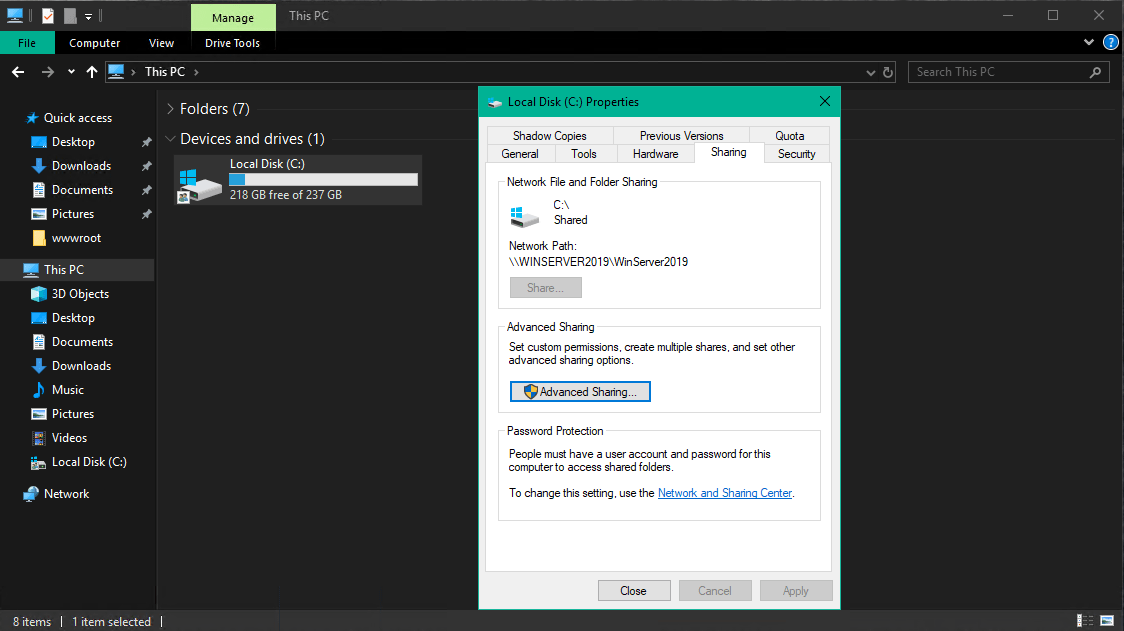 Manage
This PC
File
Computer
View
Drive Tools
?
This PC
Search This PC
Quick access
Desktop
Downloads
Documents
Pictures
wwwroot
This PC
3D Objects
Desktop
Documents
Downloads
Music
Pictures
Videos
Local Disk (C:)
Network
Folders (7)
Devices and drives (1)
Local Disk (C:)
218 GB free of 237 GB
Local Disk (C:) Properties
Shadow Copies
Previous Versions
Quota
General
Tools
Hardware
Sharing
Security
Network File and Folder Sharing
C:\
Shared
Network Path:
\\WINSERVER2019\WinServer2019
Share...
Advanced Sharing
Set custom permissions, create multiple shares, and set other
advanced sharing options.
Advanced Sharing...
Password Protection
People must have a user account and password for this
computer to access shared folders.
To change this setting, use the Network and Sharing Center.
Close
Cancel
Apply
8 items
1 item selected